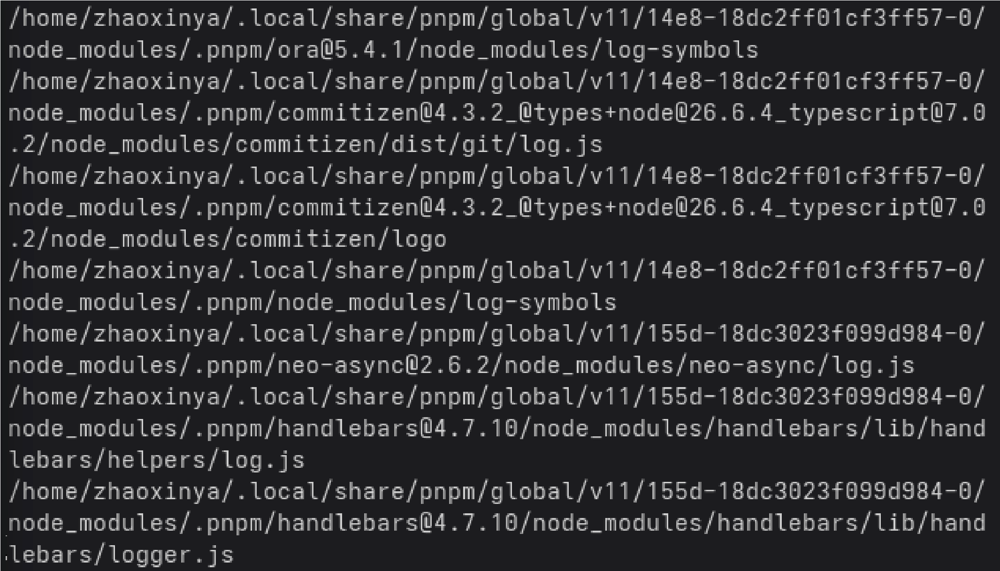 /home/zhaoxinya/.local/share/pnpm/global/v11/14e8-18dc2ff01cf3ff57-0/
node_modules/.pnpm/ora@5.4.1/node_modules/log-symbols
/home/zhaoxinya/.local/share/pnpm/global/v11/14e8-18dc2ff01cf3ff57-0/
node_modules/.pnpm/commitizen@4.3.2_@types+node@26.6.4_typescript@7.0
.2/node_modules/commitizen/dist/git/log.js
/home/zhaoxinya/.local/share/pnpm/global/v11/14e8-18dc2ff01cf3ff57-0/
node_modules/.pnpm/commitizen@4.3.2_@types+node@26.6.4_typescript@7.0
.2/node_modules/commitizen/logo
/home/zhaoxinya/.local/share/pnpm/global/v11/14e8-18dc2ff01cf3ff57-0/
node_modules/.pnpm/node_modules/log-symbols
/home/zhaoxinya/.local/share/pnpm/global/v11/155d-18dc3023f099d984-0/
node_modules/.pnpm/neo-async@2.6.2/node_modules/neo-async/log.js
/home/zhaoxinya/.local/share/pnpm/global/v11/155d-18dc3023f099d984-0/
node_modules/.pnpm/handlebars@4.7.10/node_modules/handlebars/lib/hand
lebars/helpers/log.js
/home/zhaoxinya/.local/share/pnpm/global/v11/155d-18dc3023f099d984-0/
node_modules/.pnpm/handlebars@4.7.10/node_modules/handlebars/lib/hand
lebars/logger.js